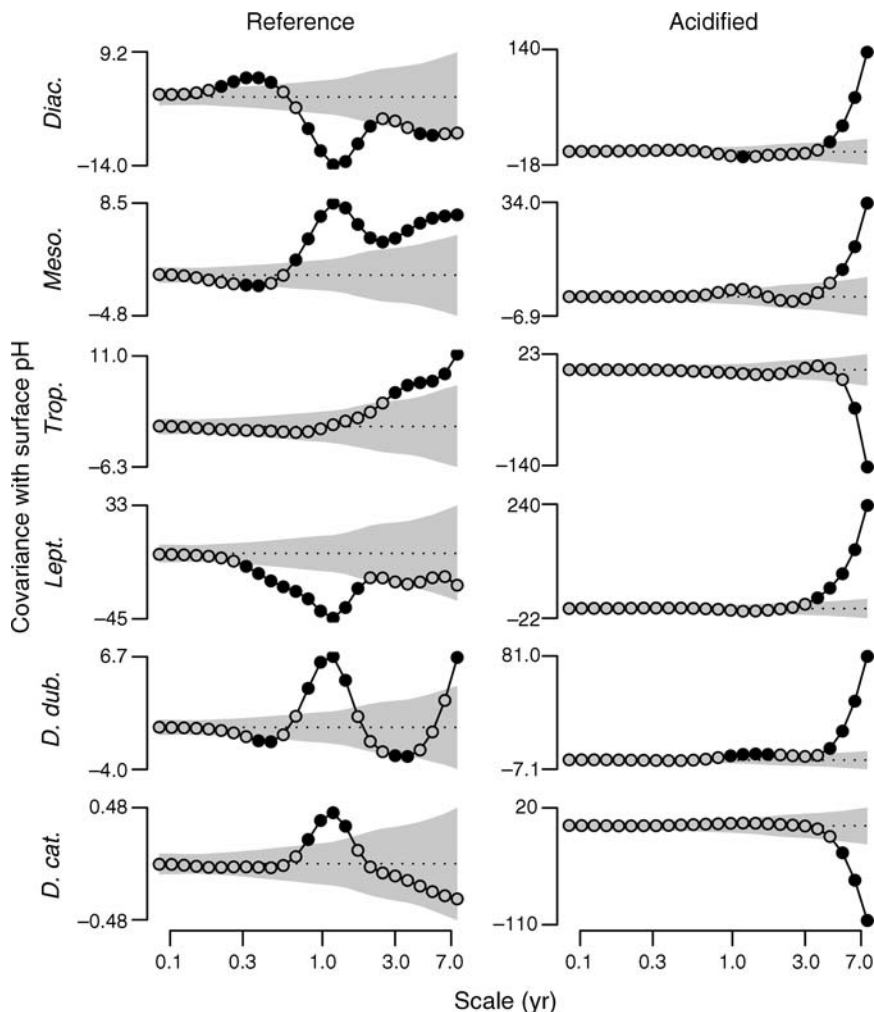 Reference
Acidified
Covariance with surface pH
Diac.
9.2
−14.0
140
−18
Meso.
8.5
−4.8
34.0
−6.9
Trop.
11.0
−6.3
23
−140
Lept.
33
−45
240
−22
D. dub.
6.7
−4.0
81.0
−7.1
D. cat.
0.48
−0.48
20
−110
0.1 0.3 1.0 3.0 7.0
0.1 0.3 1.0 3.0 7.0
Scale (yr)